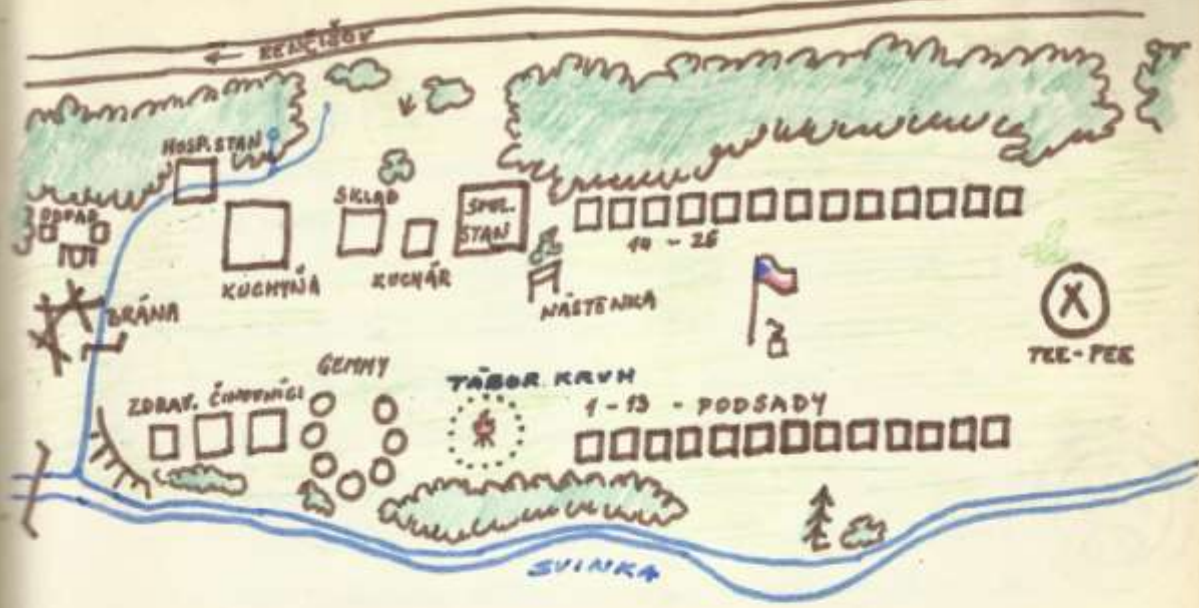 ← RENČIŠOV
HOSP. STAN
ODPAD
SKLAD
SPOL.
STAN
14 - 26
KUCHYŇA
KUCHÁR
NÁSTENKA
BRÁNA
TEE-PEE
GEMMY
TÁBOR. KRUH
ZDRAV. ČINOVNÍCI
1-13 - PODSADY
SVINKA